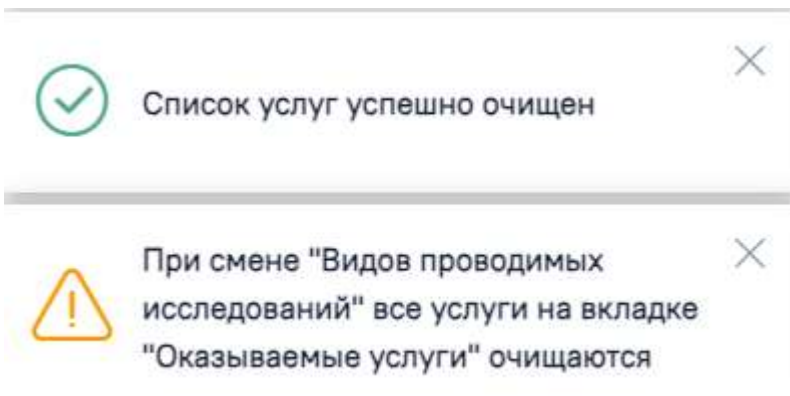 Список услуг успешно очищен
При смене "Видов проводимых
исследований" все услуги на вкладке
"Оказываемые услуги" очищаются